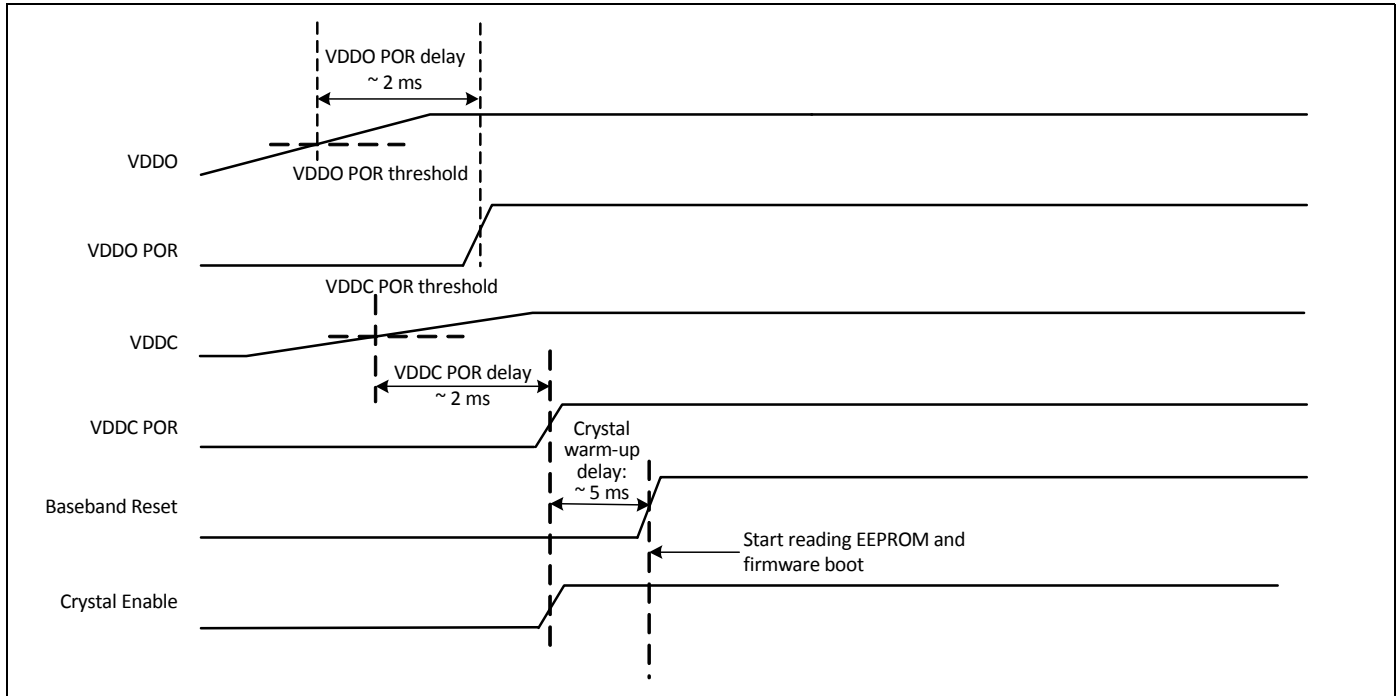 VDDO POR delay
~ 2 ms
VDDO
VDDO POR threshold
VDDO POR
VDDC POR threshold
VDDC
VDDC POR delay
~ 2 ms
VDDC POR
Crystal
warm-up
delay:
~ 5 ms
Baseband Reset
Start reading EEPROM and
firmware boot
Crystal Enable